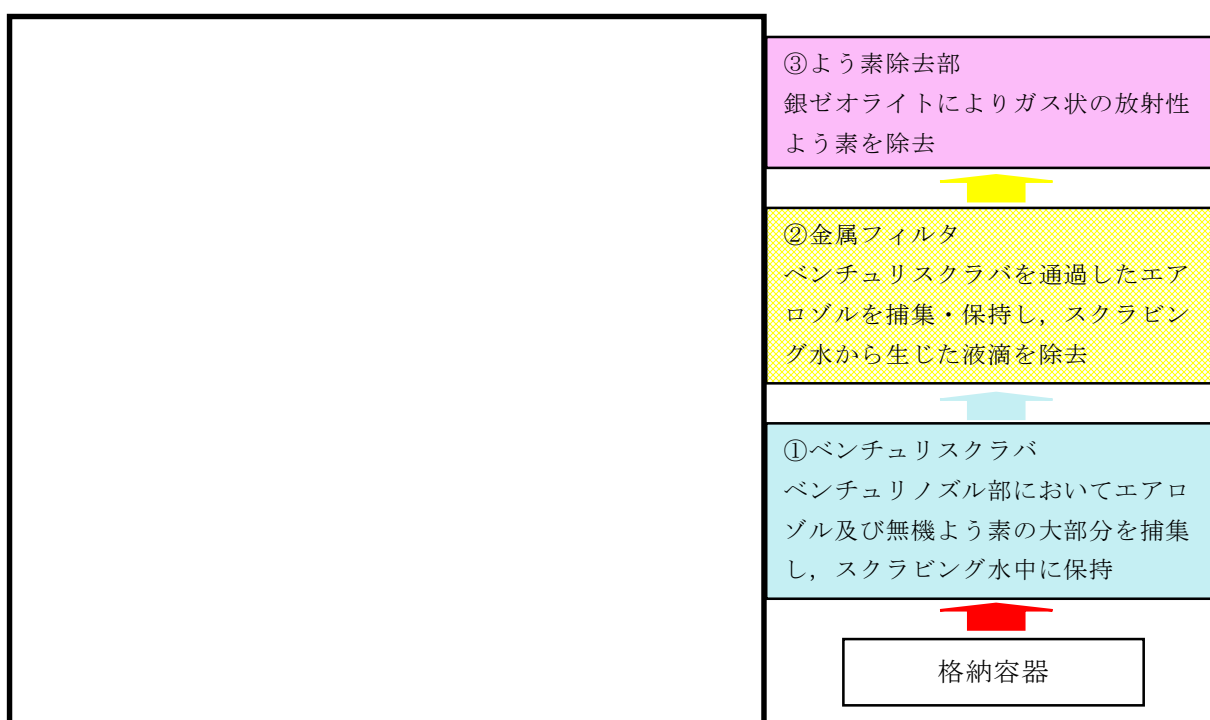 ③よう素除去部
銀ゼオライトによりガス状の放射性
よう素を除去
②金属フィルタ
ベンチュリスクラバを通過したエア
ロゾルを捕集・保持し，スクラビン
グ水から生じた液滴を除去
①ベンチュリスクラバ
ベンチュリノズル部においてエアロ
ゾル及び無機よう素の大部分を捕集
し，スクラビング水中に保持
格納容器